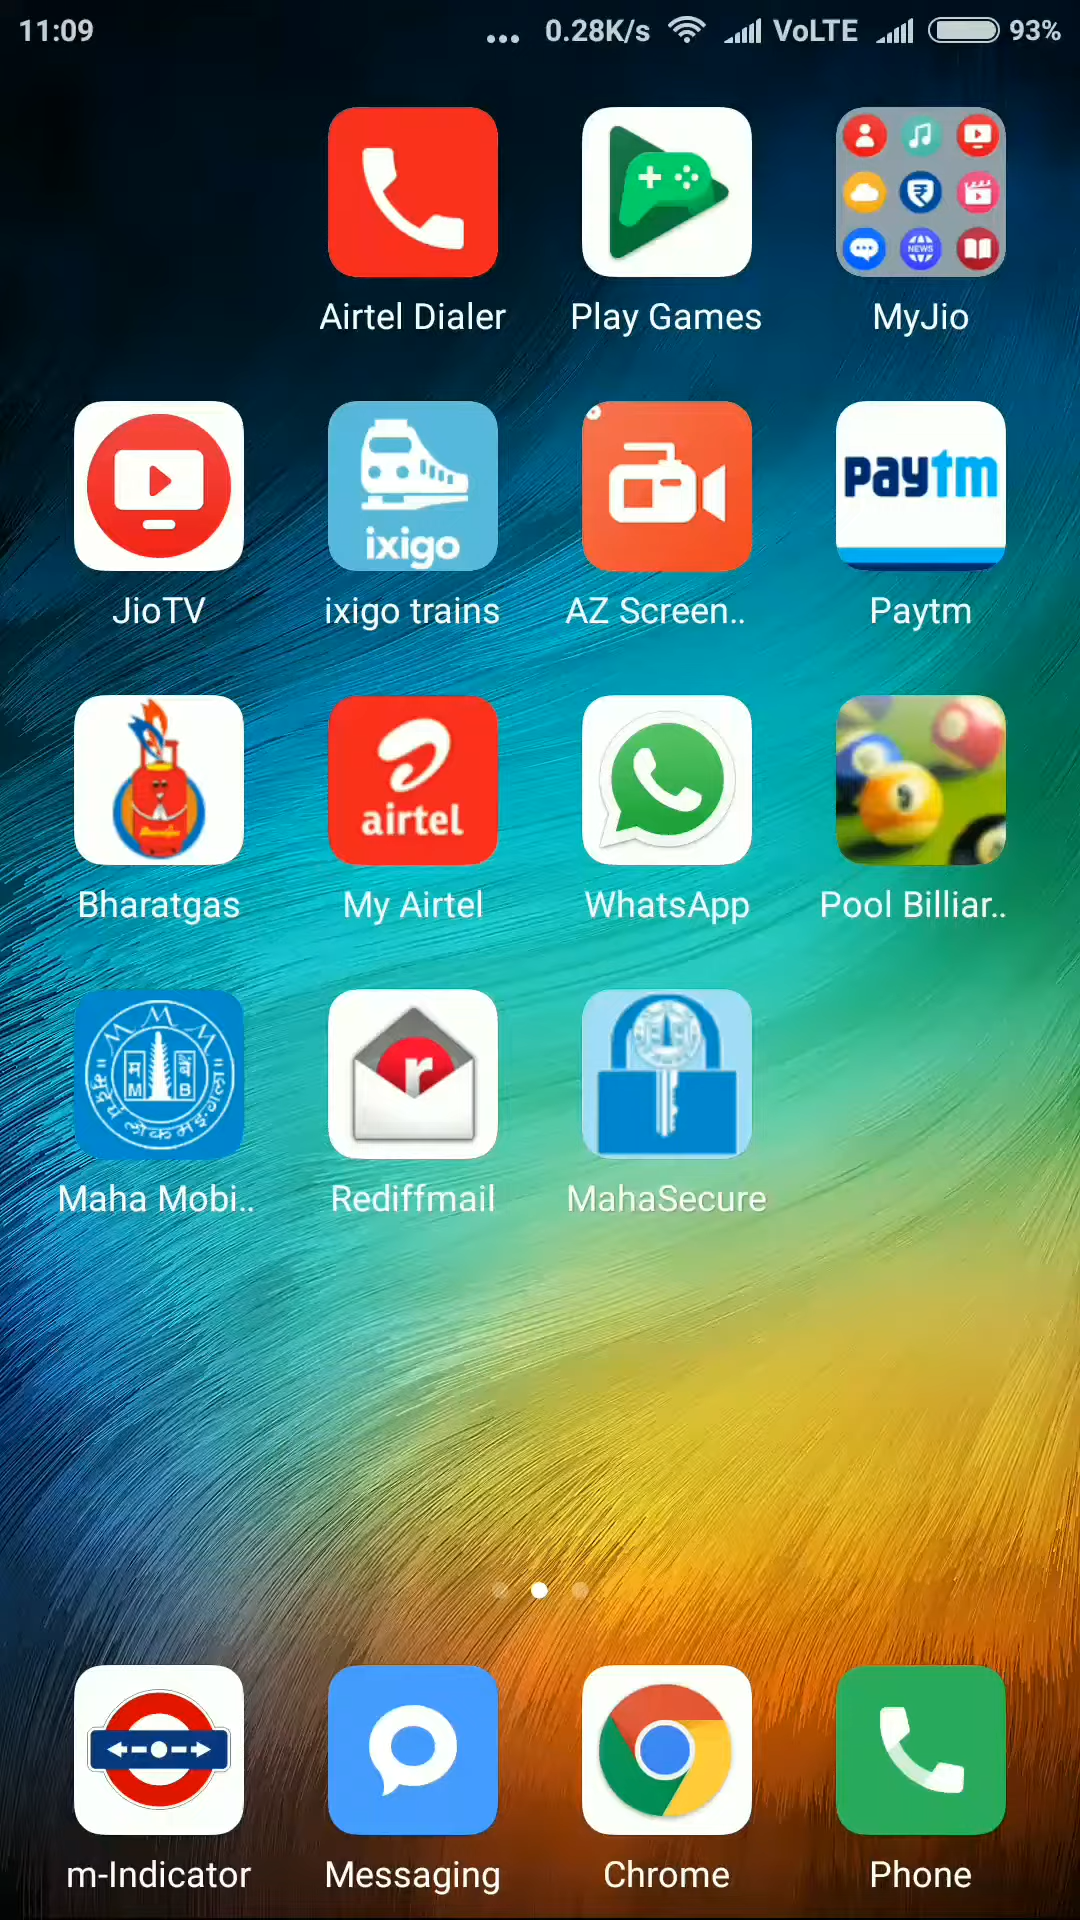 11:09 ... 0.28K/s VoLTE 93%
NEWS
Airtel Dialer Play Games MyJio
ixigo
paytm
JioTV ixigo trains AZ Screen.. Paytm
airtel
Bharatgas My Airtel WhatsApp Pool Billiar..
म M B
r
Maha Mobi.. Rediffmail MahaSecure
m-Indicator Messaging Chrome Phone